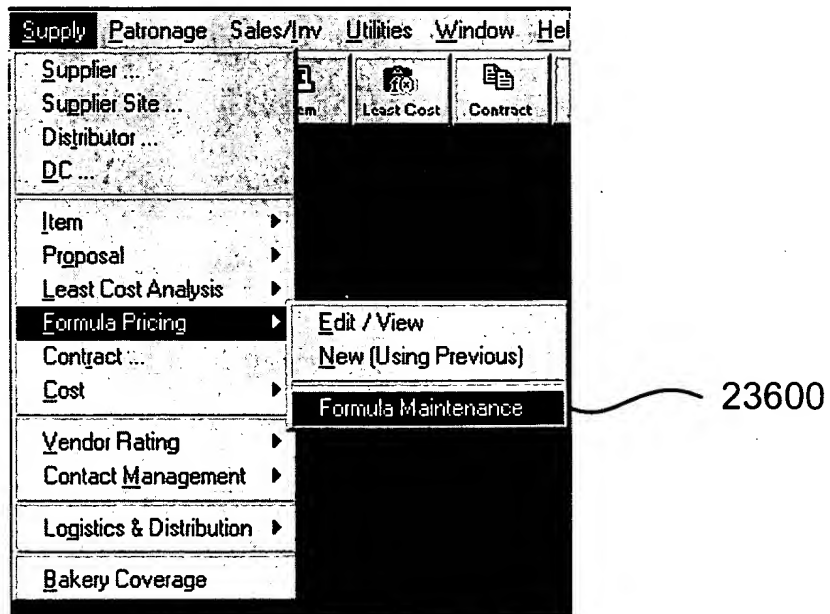 Supply Patronage Sales/Inv Utilities Window Hel
Supplier ...
Supplier Site ...
Distributor ...
DC ...
em Least Cost Contract
Item
Proposal
Least Cost Analysis
Formula Pricing
Contract ...
Cost
Vendor Rating
Contact Management
Logistics & Distribution
Bakery Coverage
Edit / View
New (Using Previous)
Formula Maintenance
23600